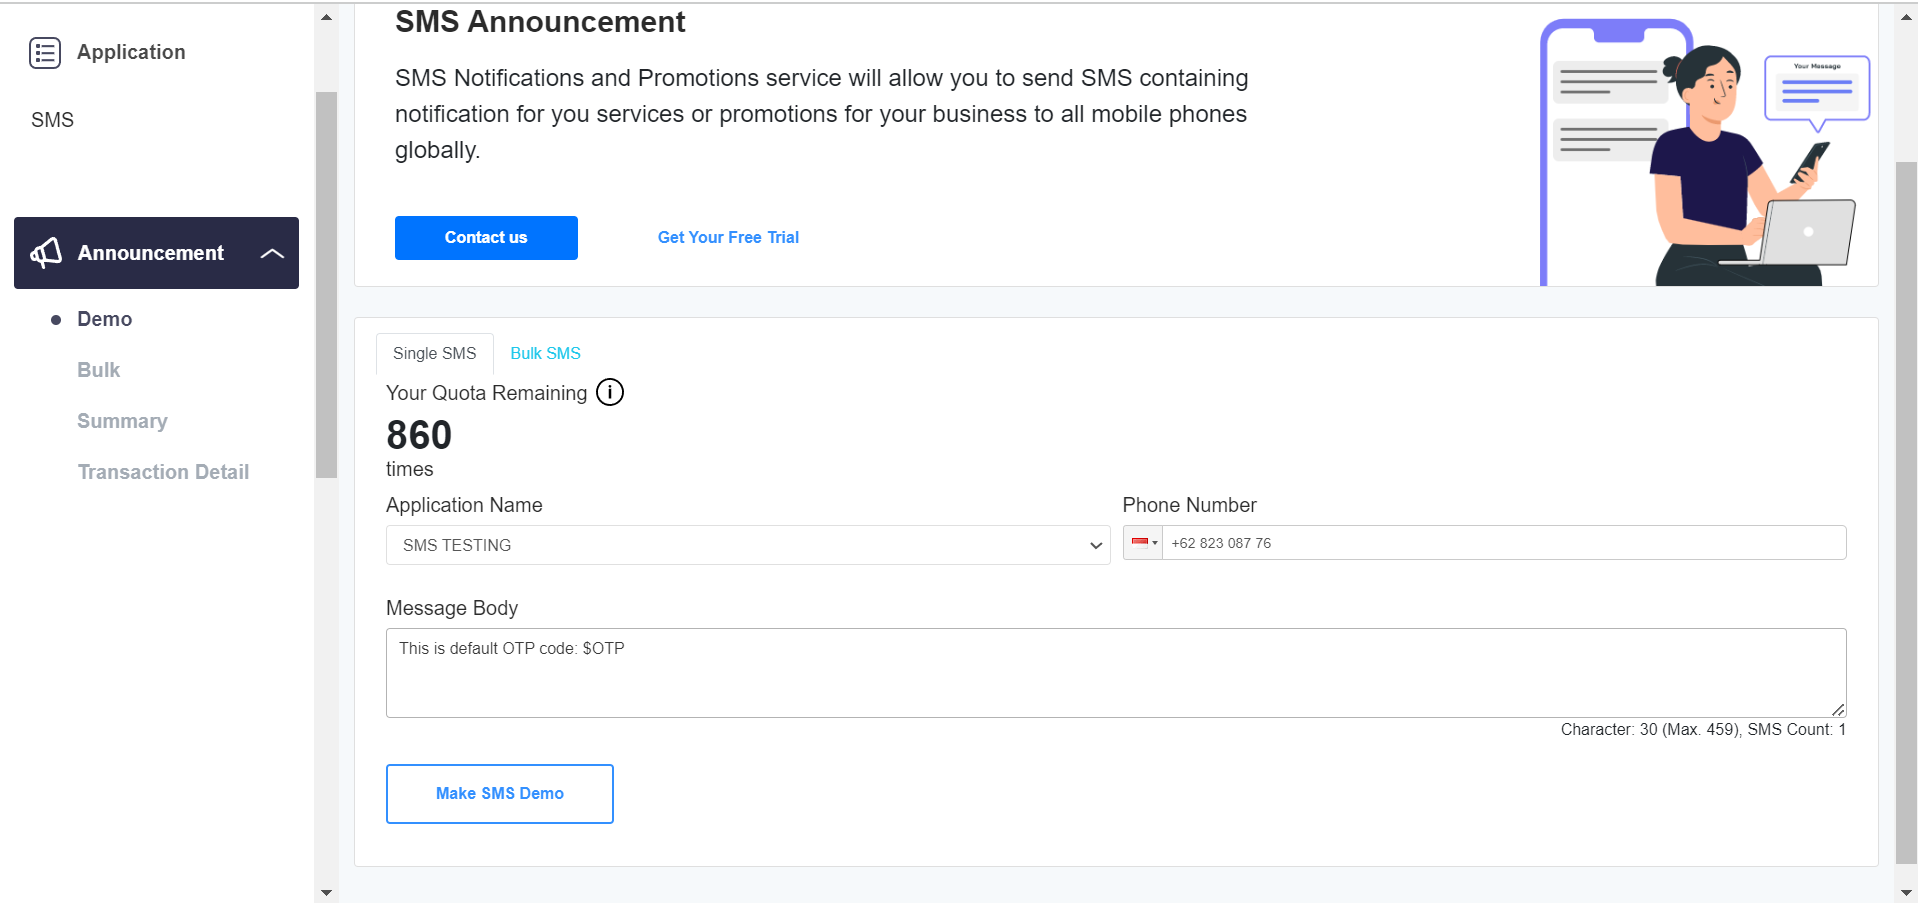 Application
SMS
Announcement
Demo
Bulk
Summary
Transaction Detail
SMS Announcement
SMS Notifications and Promotions service will allow you to send SMS containing
notification for you services or promotions for your business to all mobile phones
globally.
Contact us
Get Your Free Trial
Your Message
Single SMS
Bulk SMS
Your Quota Remaining
860
times
Application Name
SMS TESTING
Phone Number
+62 823 087 76
Message Body
This is default OTP code: $OTP
Character: 30 (Max. 459), SMS Count: 1
Make SMS Demo